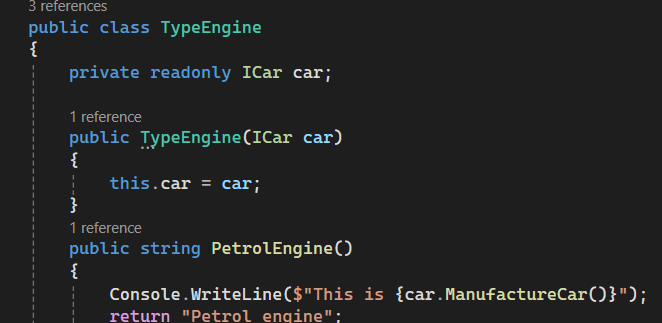 3 references
public class TypeEngine
{
private readonly ICar car;
1 reference
public TypeEngine(ICar car)
{
this.car = car;
}
1 reference
public string PetrolEngine()
{
Console.WriteLine($"This is {car.ManufactureCar()}");
return "Petrol engine";